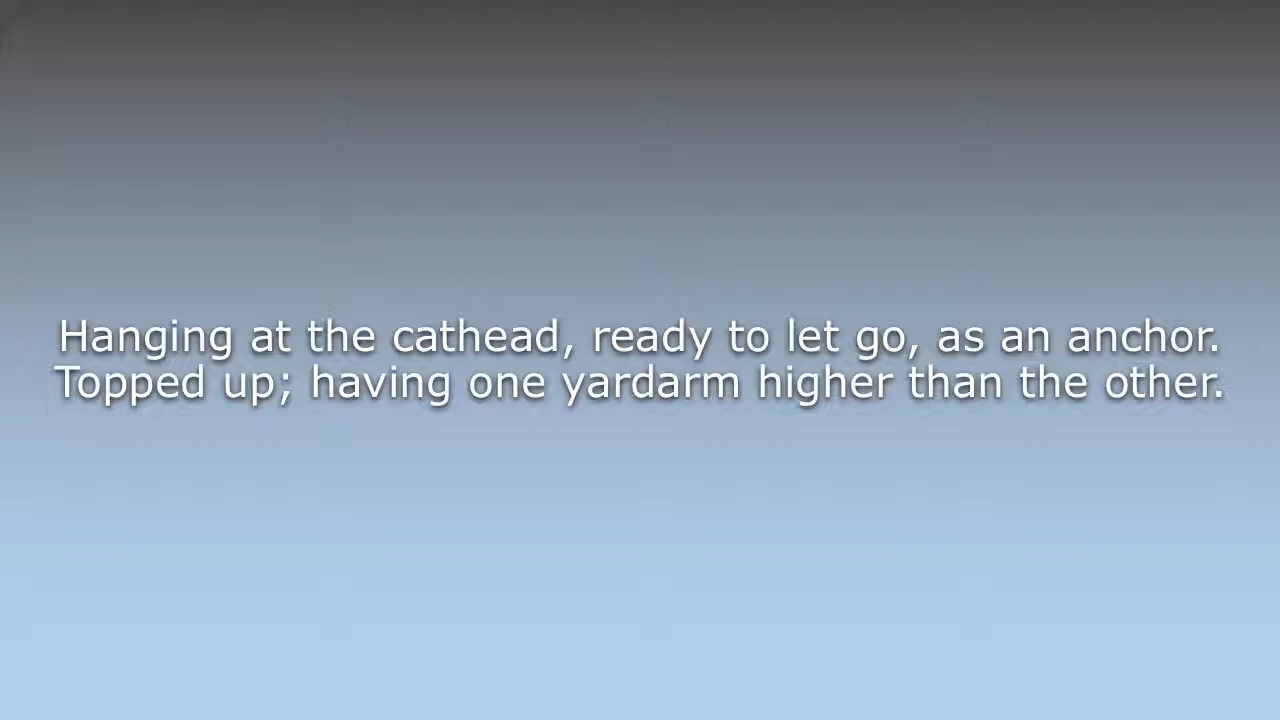 Hanging at the cathead, ready to let go, as an anchor.
Topped up; having one yardarm higher than the other.